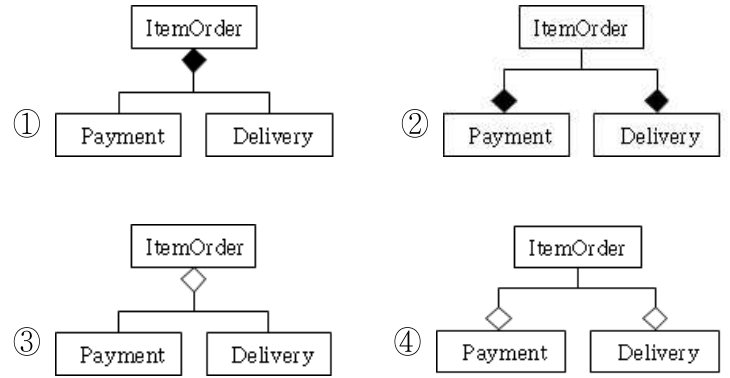 ItemOrder
① Payment Delivery
ItemOrder
② Payment Delivery
ItemOrder
③ Payment Delivery
ItemOrder
④ Payment Delivery